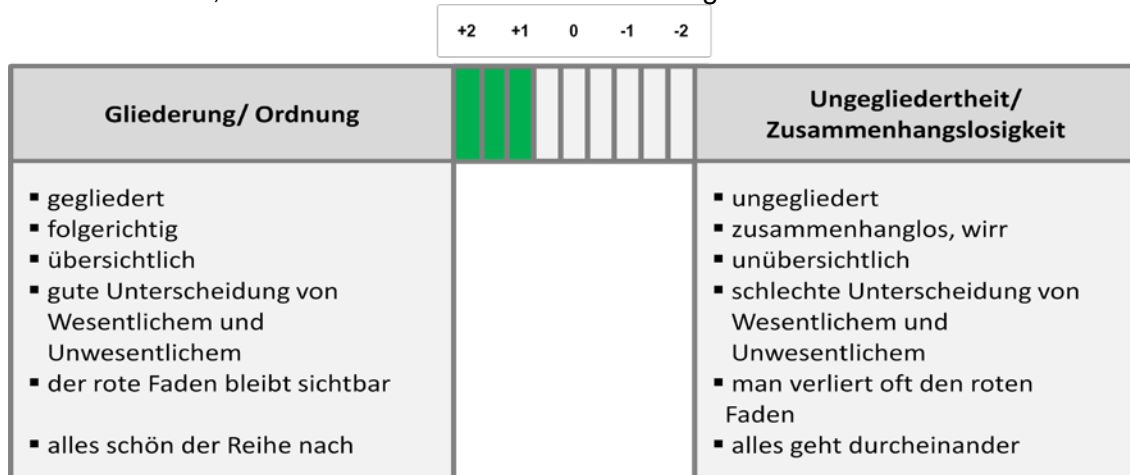 +2 +1 0 -1 -2
Gliederung/ Ordnung
Ungegliedertheit/
Zusammenhangslosigkeit
▪ gegliedert
▪ folgerichtig
▪ übersichtlich
▪ gute Unterscheidung von
Wesentlichem und
Unwesentlichem
▪ der rote Faden bleibt sichtbar
▪ alles schön der Reihe nach
▪ ungegliedert
▪ zusammenhanglos, wirr
▪ unübersichtlich
▪ schlechte Unterscheidung von
Wesentlichem und
Unwesentlichem
▪ man verliert oft den roten
Faden
▪ alles geht durcheinander